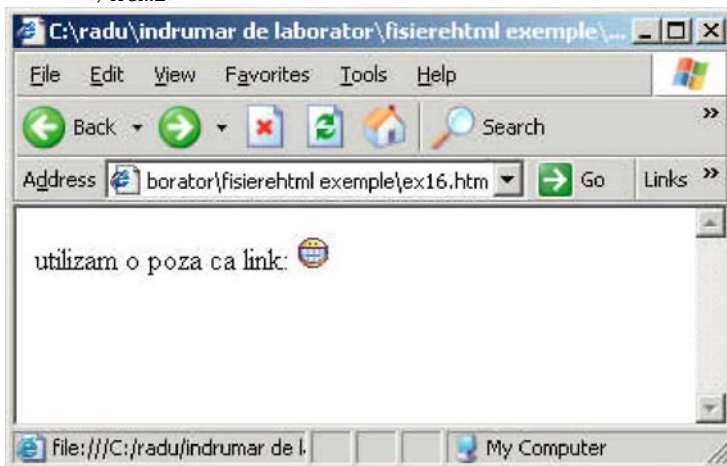 C:\radu\indrumar de laborator\fisierehtml exemple\...
File Edit View Favorites Tools Help
Back Search »
Address borator\fisierehtml exemple\ex16.htm Go Links »
utilizam o poza ca link:
file:///C:/radu/indrumar de l My Computer